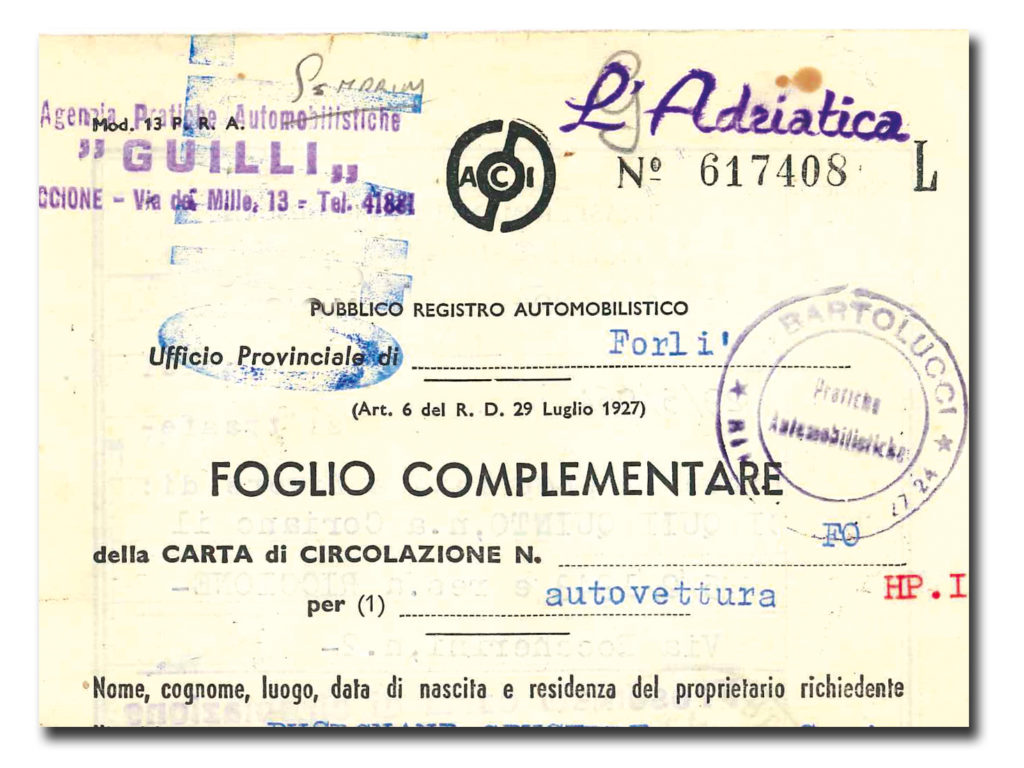 L'Adriatica
Agenzia Pratiche Automobilistiche
Mod. 13 P. R. A.
"GUILLI„
CCIONE - Via dei Mille, 13 - Tel. 41881
ACI
Nº 617408 L
PUBBLICO REGISTRO AUTOMOBILISTICO
Ufficio Provinciale di Forli'
(Art. 6 del R. D. 29 Luglio 1927)
BARTOLUCCI
Pratiche
Automobilistiche
FOGLIO COMPLEMENTARE
della CARTA di CIRCOLAZIONE N. FO
per (1) autovettura
HP.I
Nome, cognome, luogo, data di nascita e residenza del proprietario richiedente